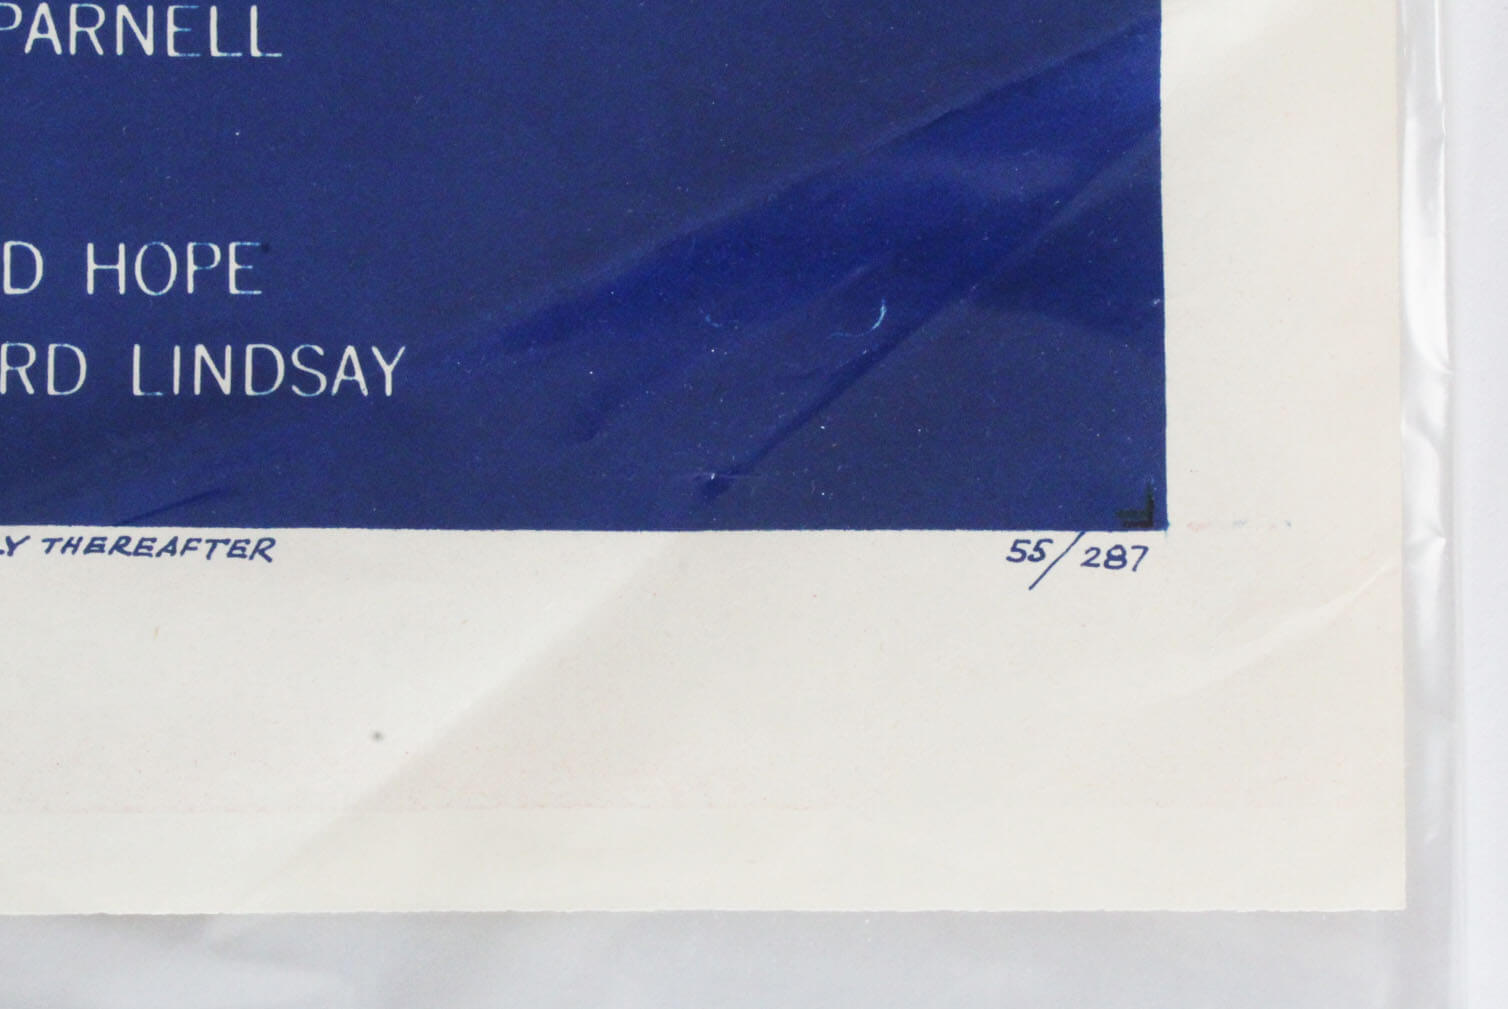 PARNELL
D HOPE
RD LINDSAY
LY THEREAFTER 55/287